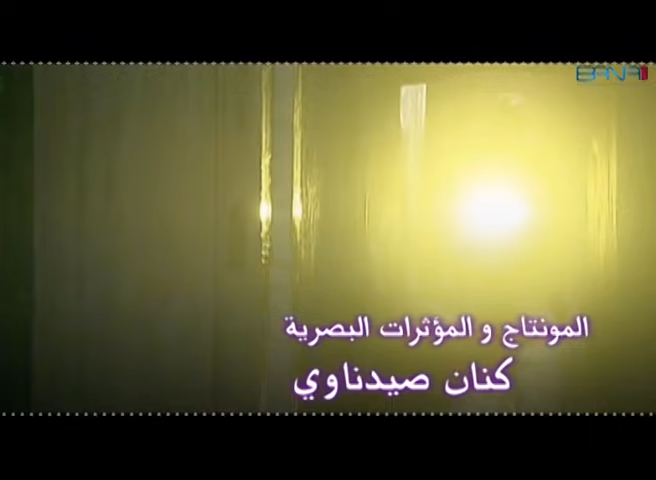 المونتاج و المؤثرات البصرية
كنان صيدناوي